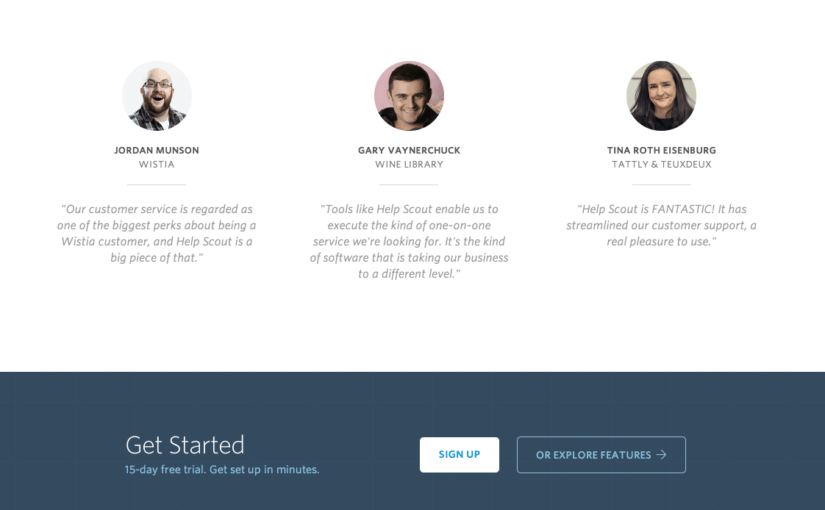 JORDAN MUNSON
WISTIA
"Our customer service is regarded as
one of the biggest perks about being a
Wistia customer, and Help Scout is a
big piece of that."
GARY VAYNERCHUCK
WINE LIBRARY
"Tools like Help Scout enable us to
execute the kind of one-on-one
service we're looking for. It's the kind
of software that is taking our business
to a different level."
TINA ROTH EISENBURG
TATTLY & TEUXDEUX
"Help Scout is FANTASTIC! It has
streamlined our customer support, a
real pleasure to use."
Get Started
15-day free trial. Get set up in minutes.
SIGN UP
OR EXPLORE FEATURES →